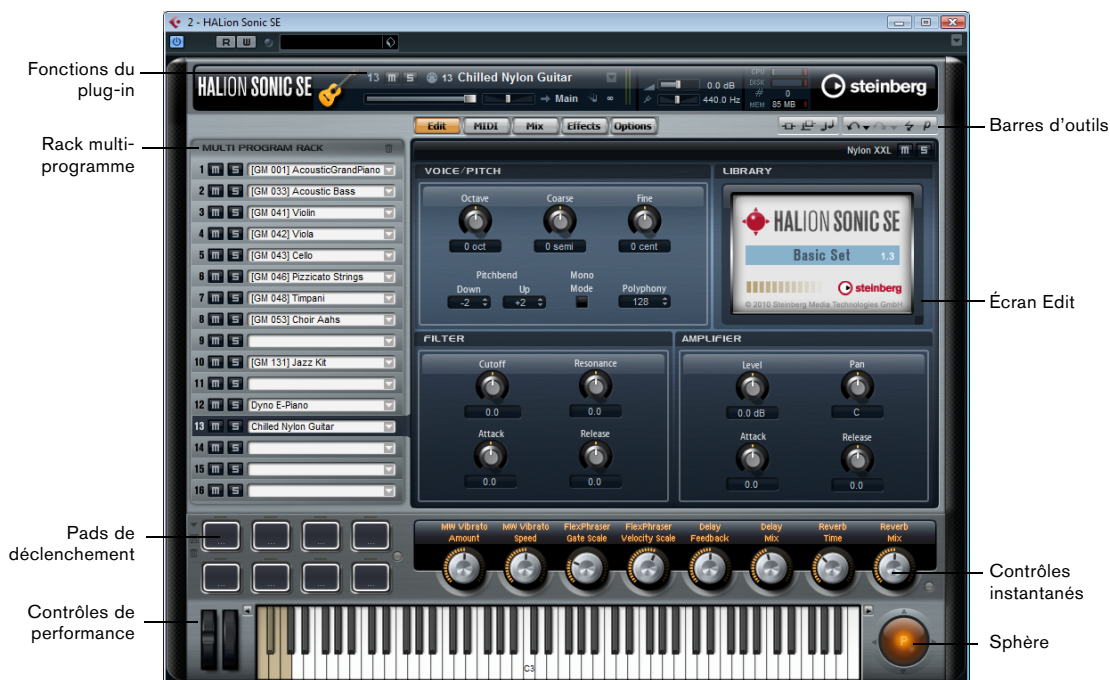 2 - HALion Sonic SE
R W
Fonctions du
plug-in
HALION SONIC SE
13 m S 13 Chilled Nylon Guitar
Main
0.0 dB
440.0 Hz
CPU
DISK
# 0
MEM 85 MB
steinberg
Edit MIDI Mix Effects Options
Barres d'outils
Rack multi-
programme
MULTI PROGRAM RACK
Nylon XXL m S
1 m S [GM 001] AcousticGrandPiano
2 m S [GM 033] Acoustic Bass
3 m S [GM 041] Violin
4 m S [GM 042] Viola
5 m S [GM 043] Cello
6 m S [GM 046] Pizzicato Strings
7 m S [GM 048] Timpani
8 m S [GM 053] Choir Aahs
9 m S
10 m S [GM 131] Jazz Kit
11 m S
12 m S Dyno E-Piano
13 m S Chilled Nylon Guitar
14 m S
15 m S
16 m S
VOICE/PITCH
Octave Coarse Fine
0 oct 0 semi 0 cent
Pitchbend
Down Up
-2 +2
Mono
Mode
Polyphony
128
LIBRARY
HALION SONIC SE
Basic Set 1.3
steinberg
© 2010 Steinberg Media Technologies GmbH
Écran Edit
FILTER
Cutoff Resonance
0.0 0.0
Attack Release
0.0 0.0
AMPLIFIER
Level Pan
0.0 dB C
Attack Release
0.0 0.0
Pads de
déclenchement
... ... ... ...
... ... ... ...
MW Vibrato
Amount
MW Vibrato
Speed
FlexPhraser
Gate Scale
FlexPhraser
Velocity Scale
Delay
Feedback
Delay
Mix
Reverb
Time
Reverb
Mix
Contrôles
instantanés
Contrôles de
performance
C3
P
Sphère